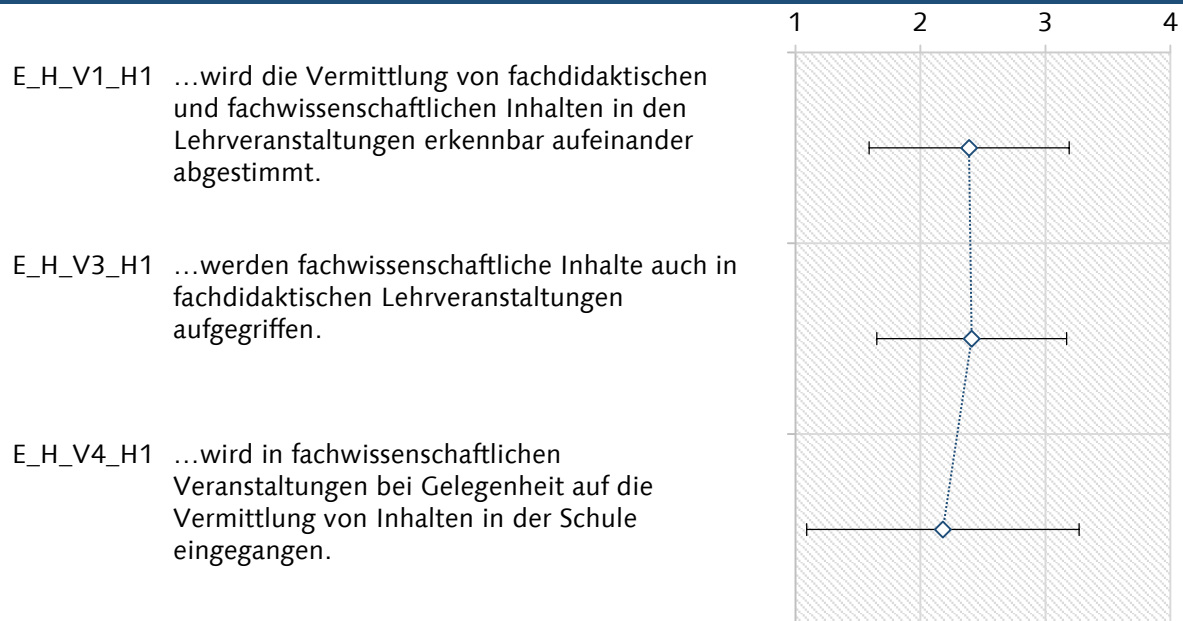 1 2 3 4
E_H_V1_H1 …wird die Vermittlung von fachdidaktischen
und fachwissenschaftlichen Inhalten in den
Lehrveranstaltungen erkennbar aufeinander
abgestimmt.
E_H_V3_H1 …werden fachwissenschaftliche Inhalte auch in
fachdidaktischen Lehrveranstaltungen
aufgegriffen.
E_H_V4_H1 …wird in fachwissenschaftlichen
Veranstaltungen bei Gelegenheit auf die
Vermittlung von Inhalten in der Schule
eingegangen.